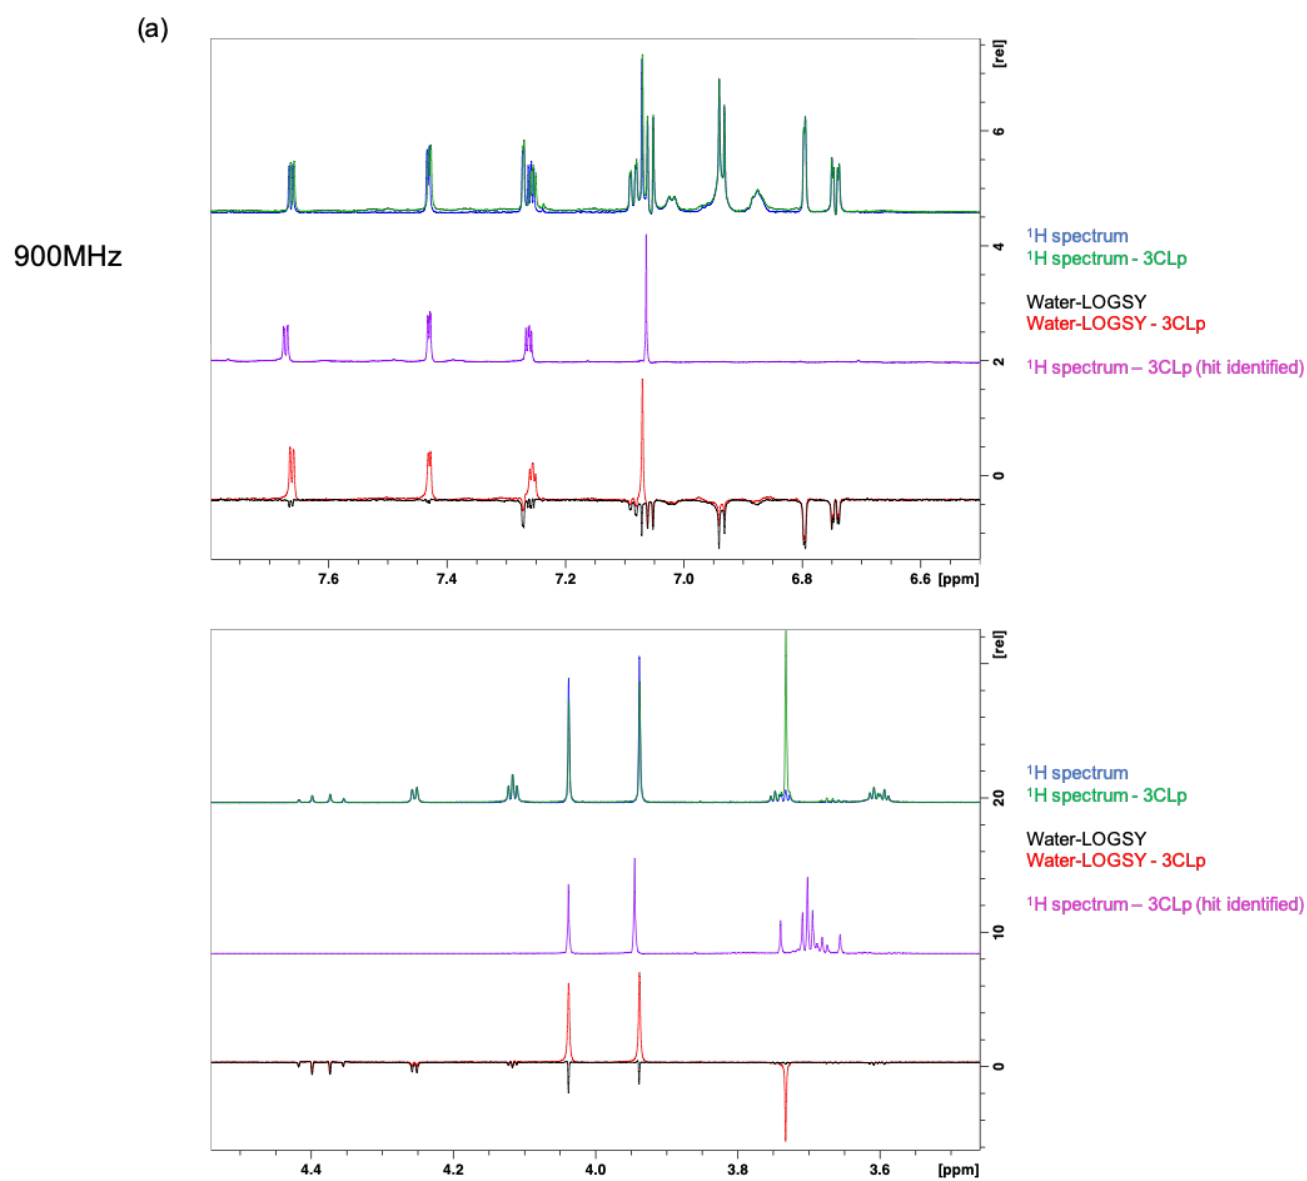 (a)
900MHz
[rel]
6
4
2
0
¹H spectrum
¹H spectrum - 3CLp
Water-LOGSY
Water-LOGSY - 3CLp
¹H spectrum – 3CLp (hit identified)
7.6 7.4 7.2 7.0 6.8 6.6 [ppm]
[rel]
20
10
0
¹H spectrum
¹H spectrum - 3CLp
Water-LOGSY
Water-LOGSY - 3CLp
¹H spectrum – 3CLp (hit identified)
4.4 4.2 4.0 3.8 3.6 [ppm]